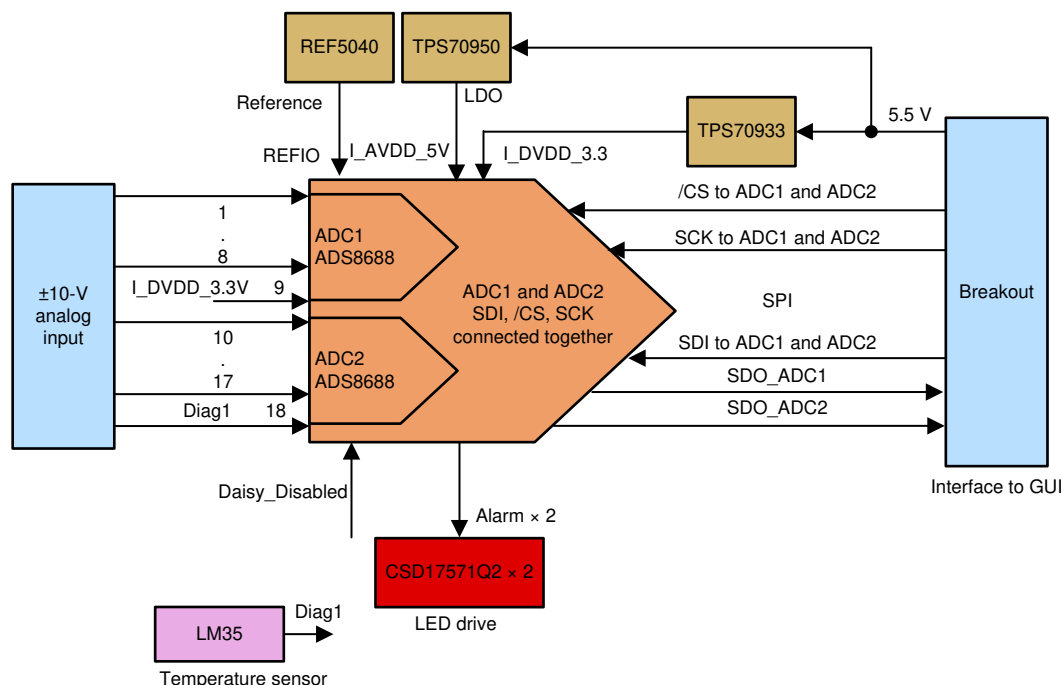 REF5040
TPS70950
Reference
LDO
TPS70933
5.5 V
REFIO
I_AVDD_5V
I_DVDD_3.3
±10-V
analog
input
1
.
8
I_DVDD_3.3V
9
10
.
17
Diag1
18
ADC1
ADS8688
ADC2
ADS8688
ADC1 and ADC2
SDI, /CS, SCK
connected together
/CS to ADC1 and ADC2
SCK to ADC1 and ADC2
SPI
SDI to ADC1 and ADC2
SDO_ADC1
SDO_ADC2
Breakout
Interface to GUI
Daisy_Disabled
Alarm × 2
CSD17571Q2 × 2
LED drive
LM35
Diag1
Temperature sensor